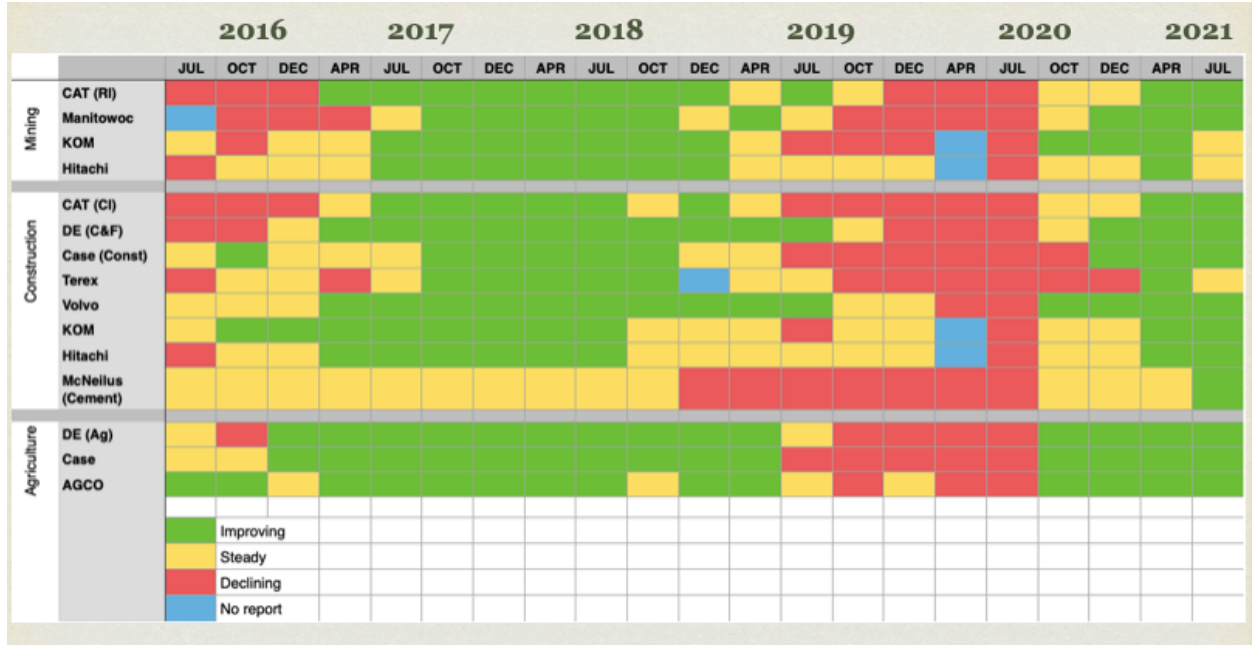 2016 2017 2018 2019 2020 2021
JUL OCT DEC APR JUL OCT DEC APR JUL OCT DEC APR JUL OCT DEC APR JUL OCT DEC APR JUL
Mining
CAT (RI)
Manitowoc
KOM
Hitachi
Construction
CAT (CI)
DE (C&F)
Case (Const)
Terex
Volvo
KOM
Hitachi
McNeilus
(Cement)
Agriculture
DE (Ag)
Case
AGCO
Improving
Steady
Declining
No report